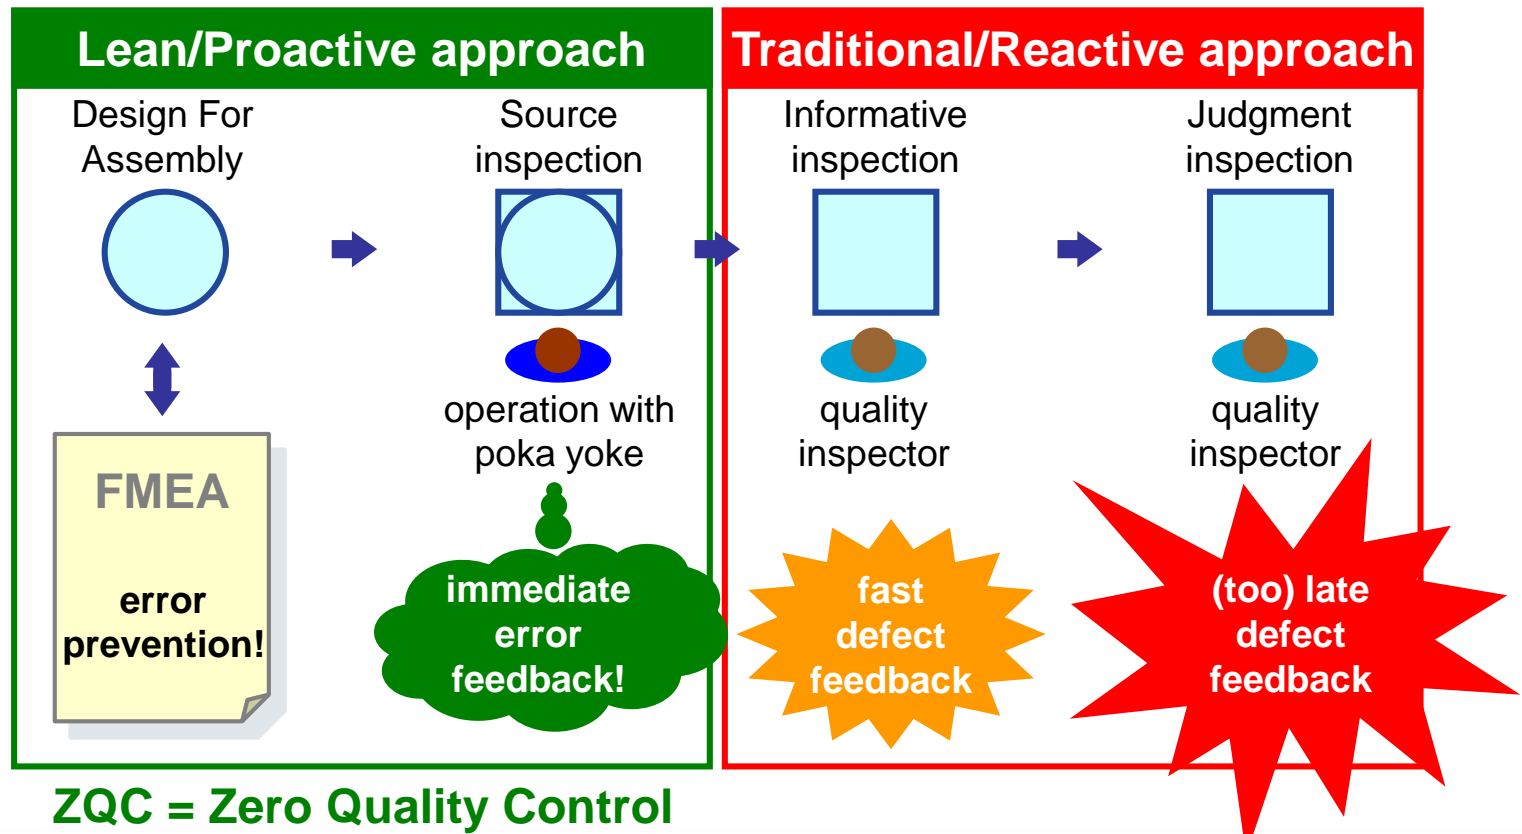 Lean/Proactive approach
Traditional/Reactive approach
Design For
Assembly
Source
inspection
Informative
inspection
Judgment
inspection
operation with
poka yoke
quality
inspector
quality
inspector
FMEA
error
prevention!
immediate
error
feedback!
fast
defect
feedback
(too) late
defect
feedback
ZQC = Zero Quality Control